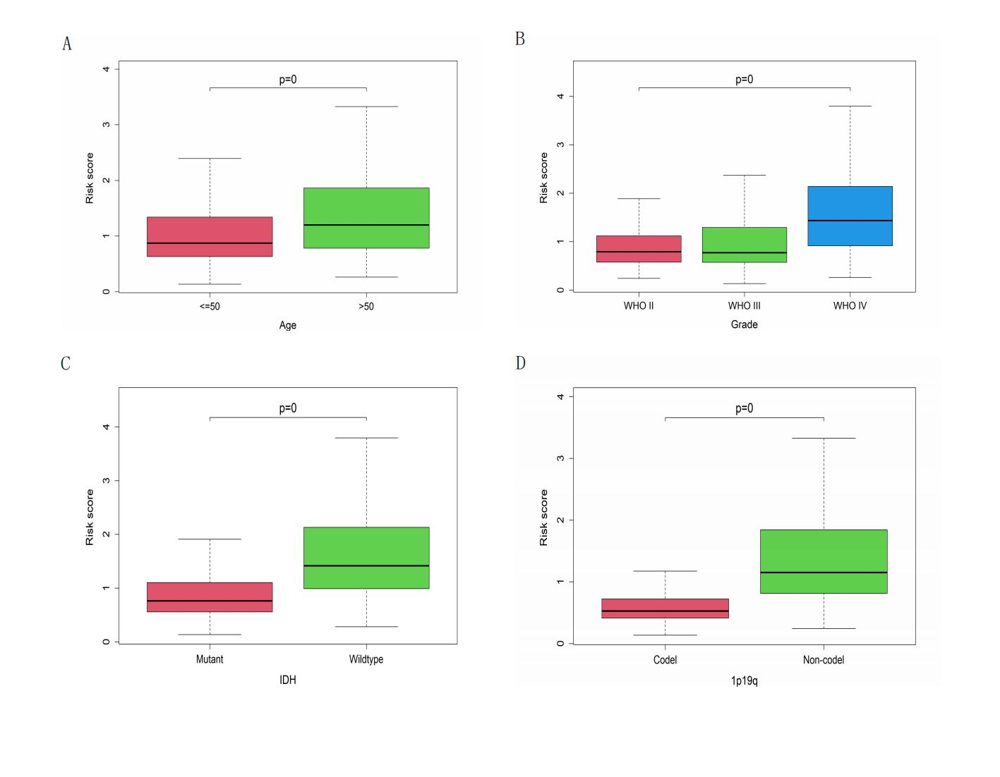 A
p=0
4
3
2
1
0
Risk score
<=50
>50
Age
B
p=0
4
3
2
1
0
Risk score
WHO II
WHO III
WHO IV
Grade
C
p=0
4
3
2
1
0
Risk score
Mutant
Wildtype
IDH
D
p=0
4
3
2
1
0
Risk score
Codel
Non-codel
1p19q